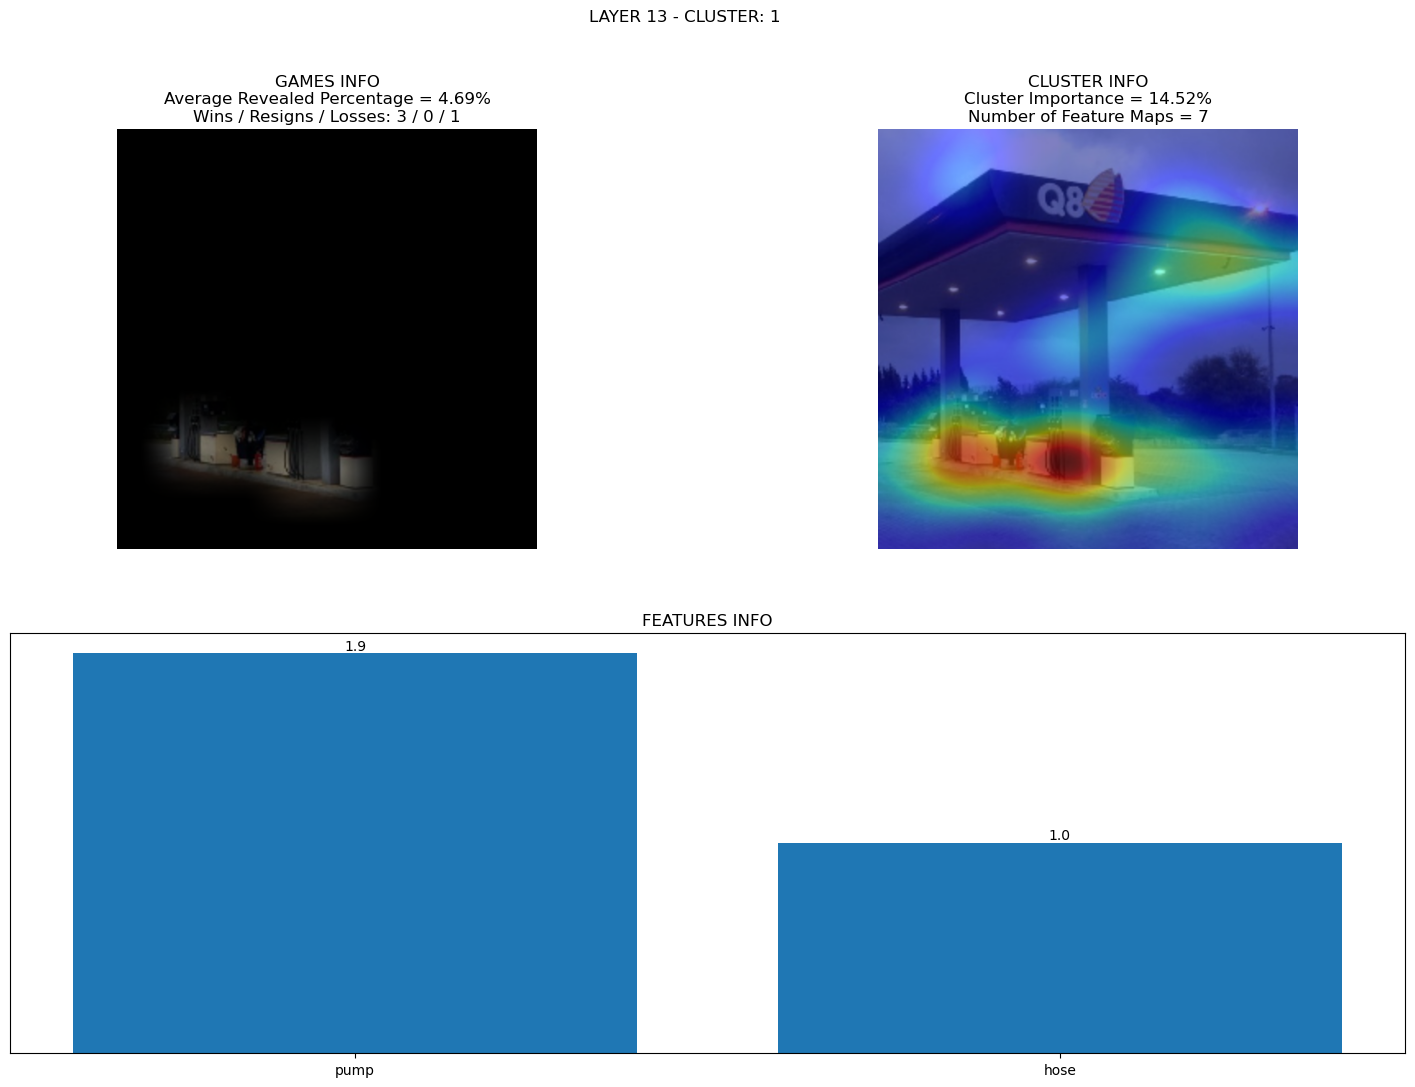 LAYER 13 - CLUSTER: 1
GAMES INFO
Average Revealed Percentage = 4.69%
Wins / Resigns / Losses: 3 / 0 / 1
CLUSTER INFO
Cluster Importance = 14.52%
Number of Feature Maps = 7
Q8
FEATURES INFO
1.9
1.0
pump
hose